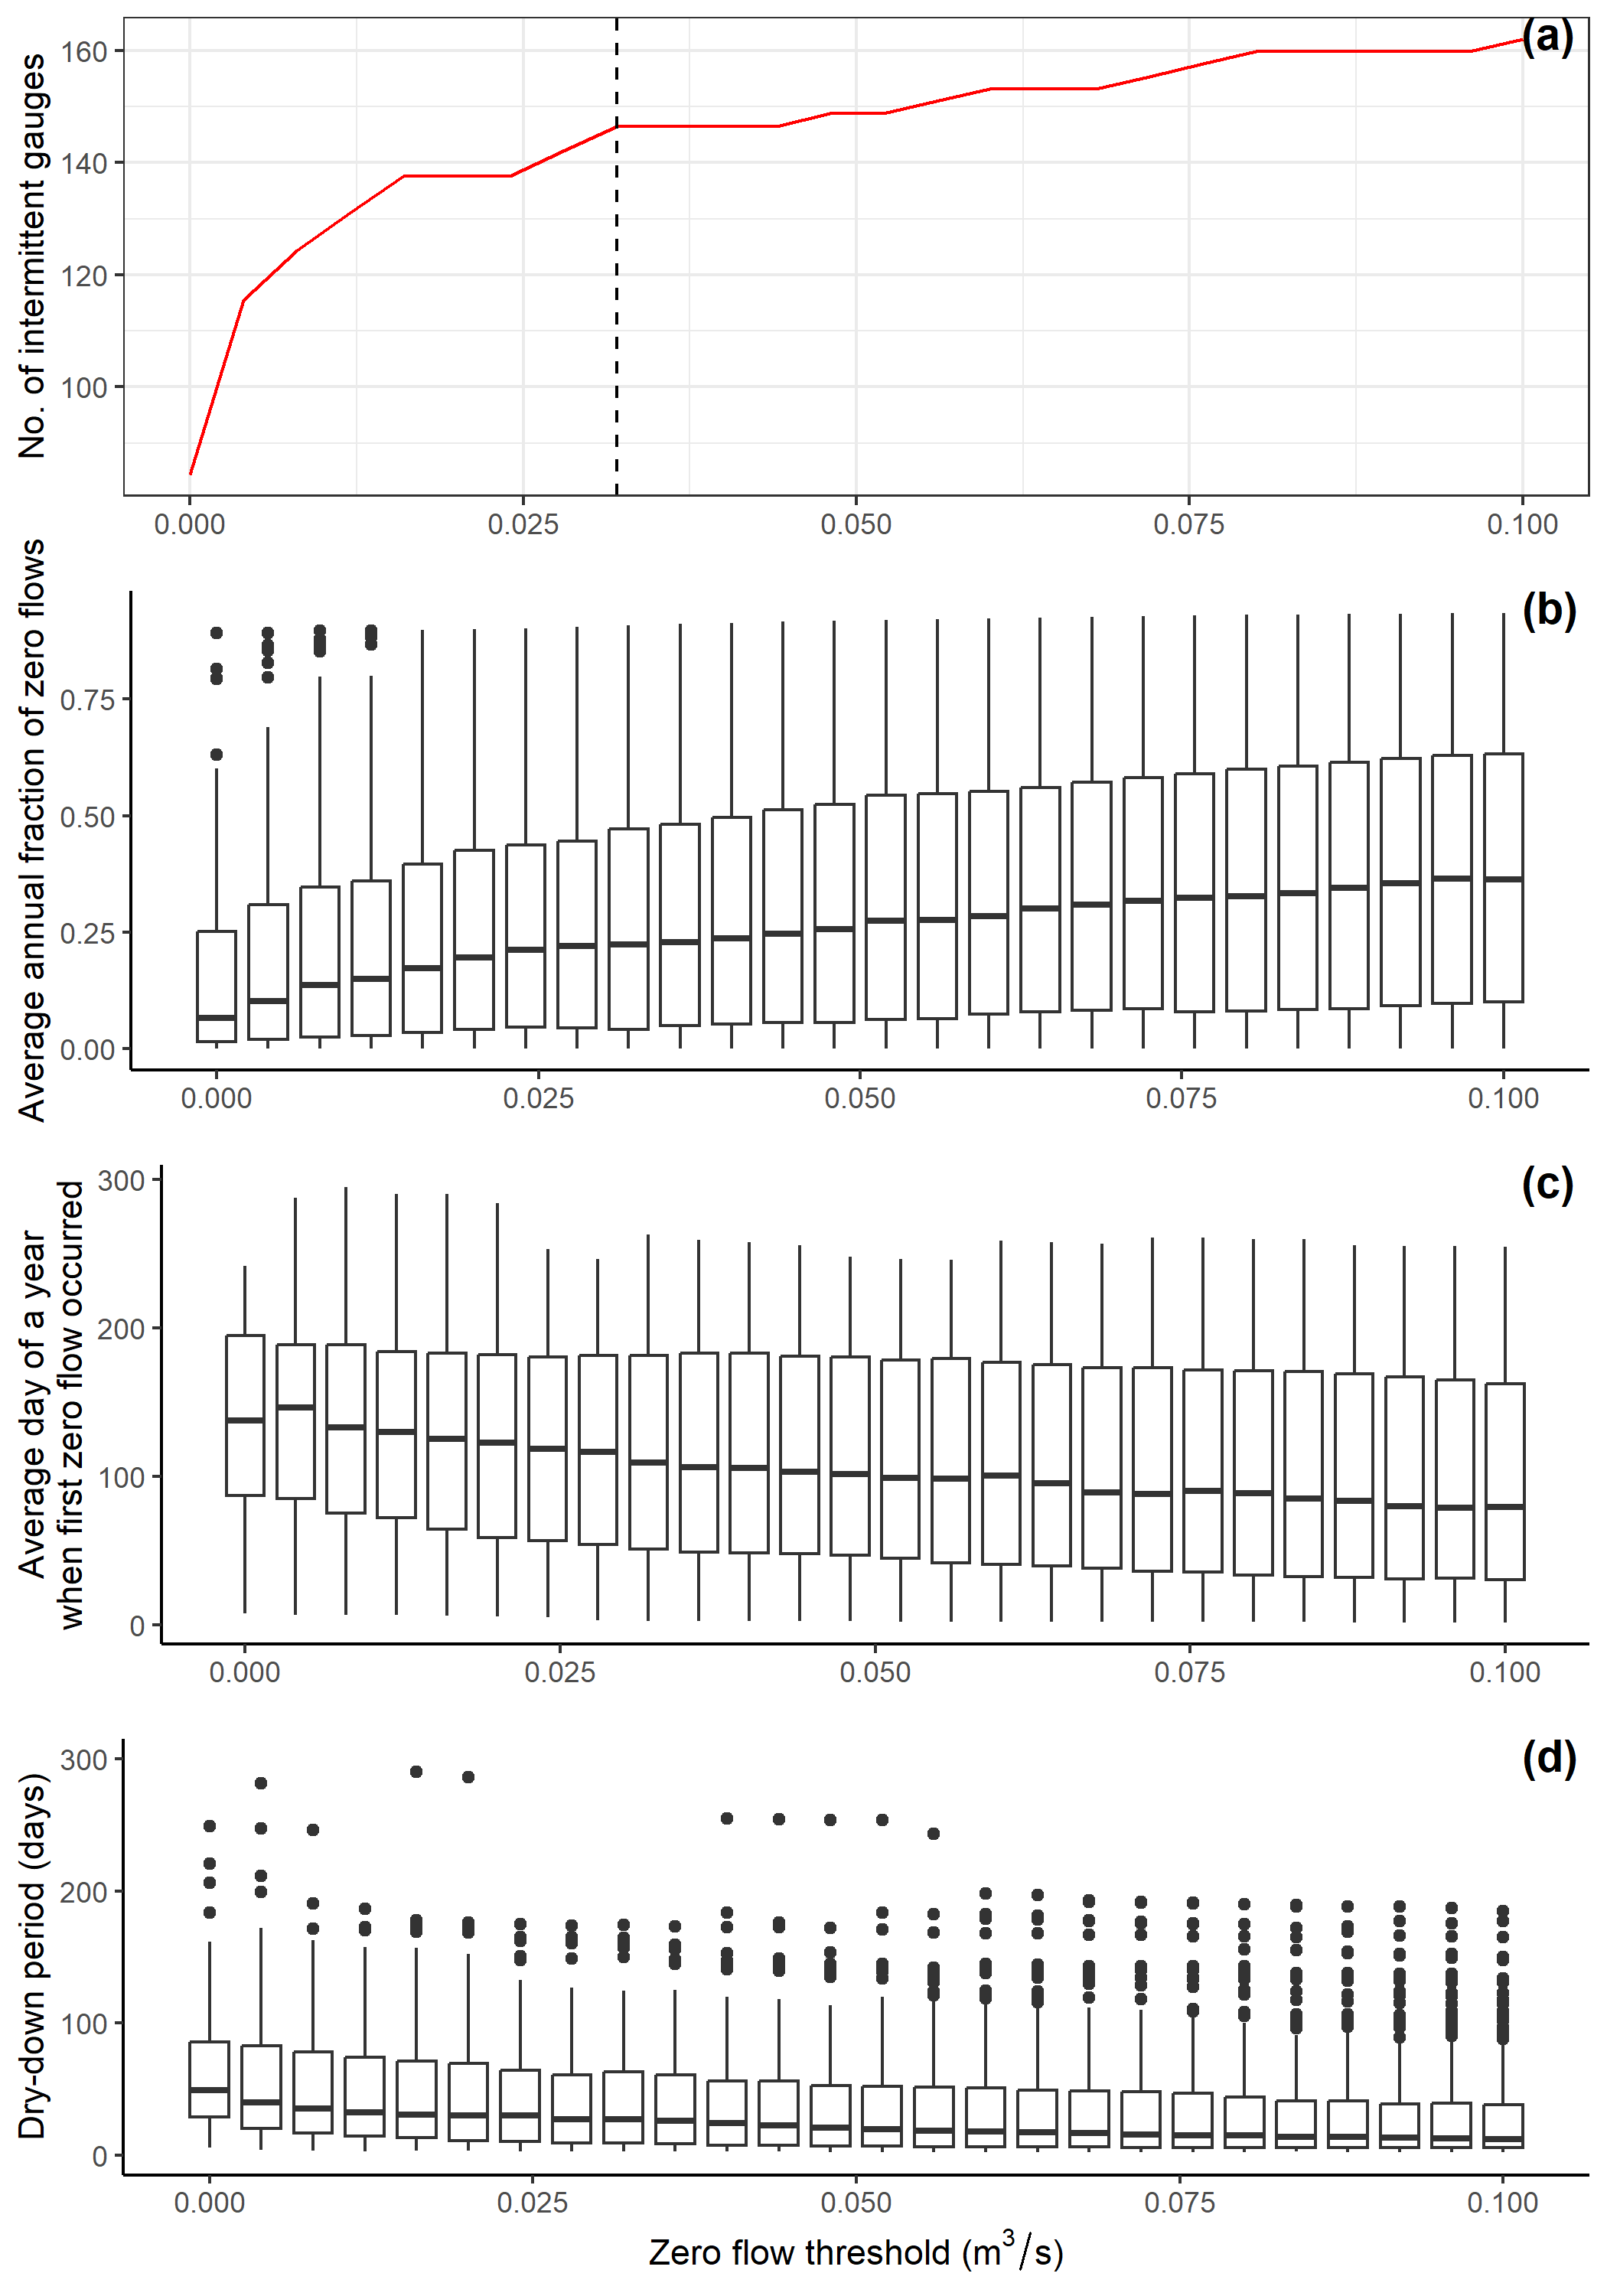 (a)
No. of intermittent gauges
160
140
120
100
0.000 0.025 0.050 0.075 0.100
(b)
Average annual fraction of zero flows
0.75
0.50
0.25
0.00
0.000 0.025 0.050 0.075 0.100
(c)
Average day of a year
when first zero flow occurred
300
200
100
0
0.000 0.025 0.050 0.075 0.100
(d)
Dry-down period (days)
300
200
100
0
0.000 0.025 0.050 0.075 0.100
Zero flow threshold (m³/s)